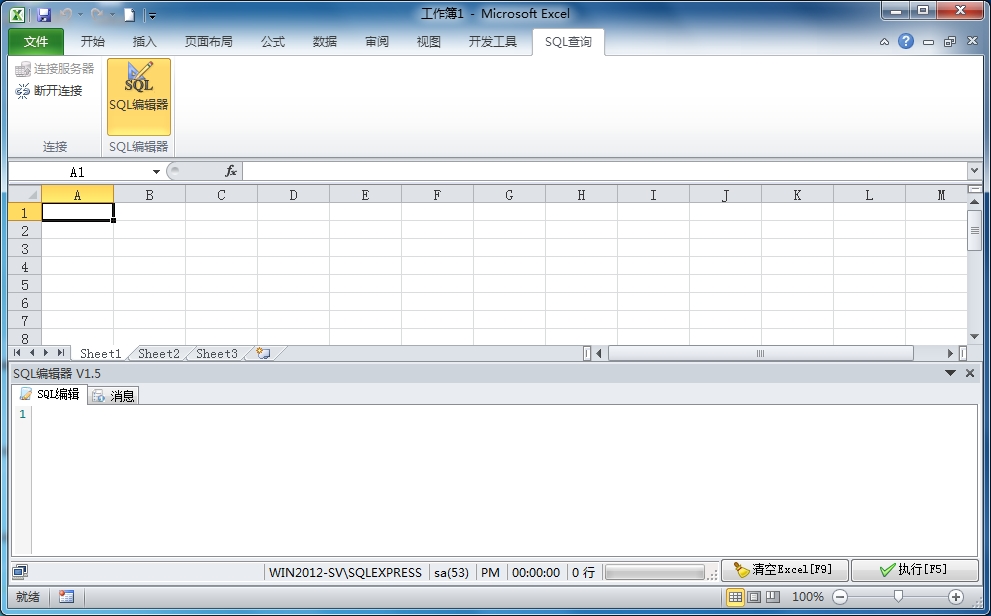 工作簿1 - Microsoft Excel
文件 开始 插入 页面布局 公式 数据 审阅 视图 开发工具 SQL查询
连接服务器
断开连接
SQL
SQL编辑器
连接 SQL编辑器
A1 fx
A B C D E F G H I J K L M
1
2
3
4
5
6
7
8
Sheet1 Sheet2 Sheet3
SQL编辑器 V1.5
SQL编辑 消息
1
WIN2012-SV\SQLEXPRESS sa(53) PM 00:00:00 0 行 清空Excel[F9] 执行[F5]
就绪 100%